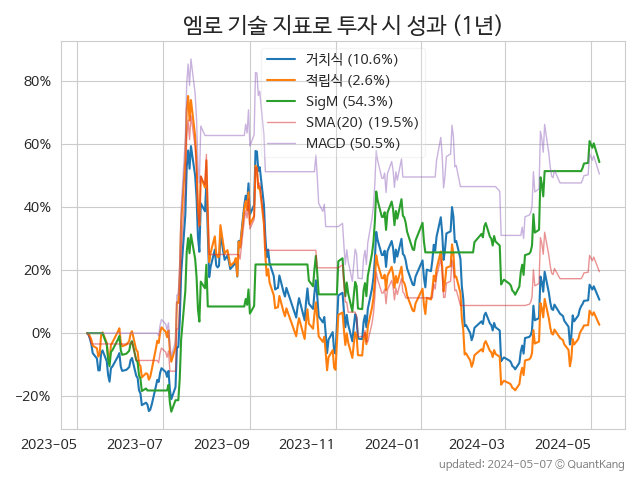 엠로 기술 지표로 투자 시 성과 (1년)
거치식 (10.6%)
적립식 (2.6%)
SigM (54.3%)
SMA(20) (19.5%)
MACD (50.5%)
80%
60%
40%
20%
0%
−20%
2023-05 2023-07 2023-09 2023-11 2024-01 2024-03 2024-05
updated: 2024-05-07 © QuantKang